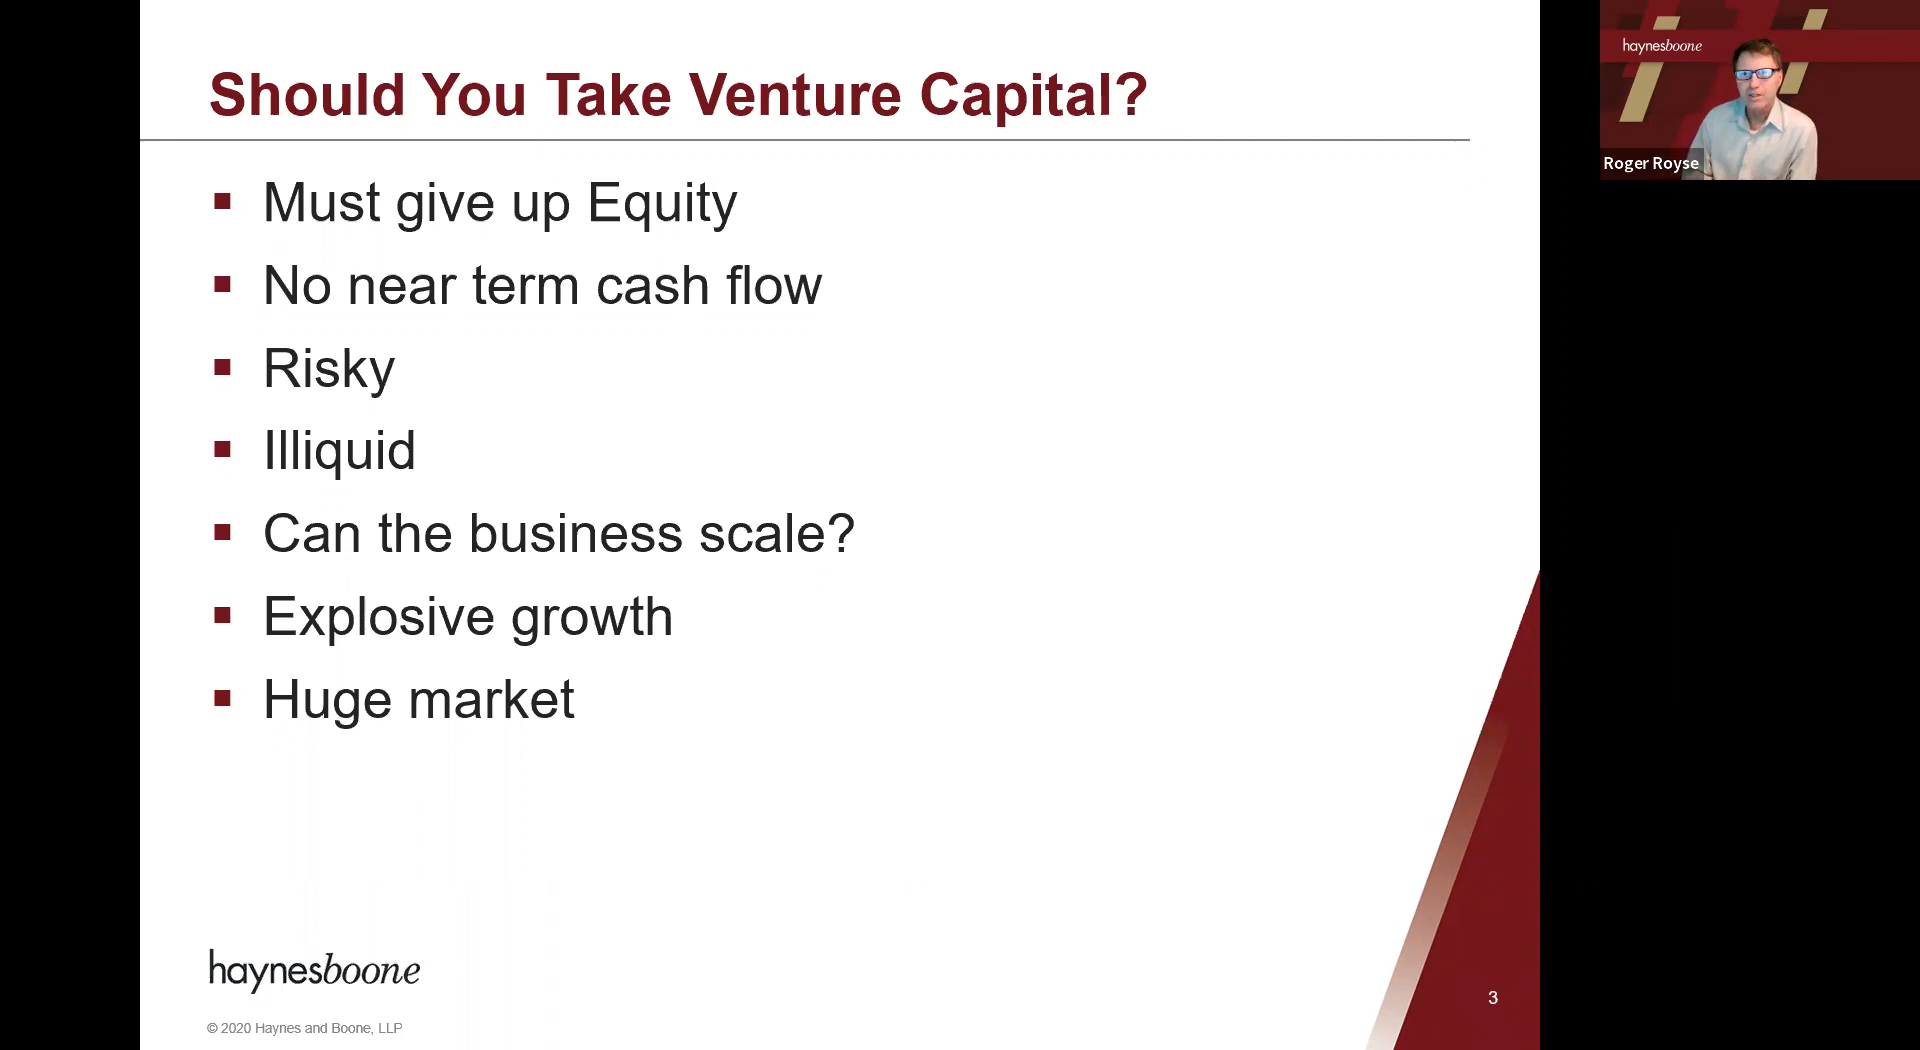 Should You Take Venture Capital?
Must give up Equity
No near term cash flow
Risky
Illiquid
Can the business scale?
Explosive growth
Huge market
haynesboone
© 2020 Haynes and Boone, LLP
3
haynesboone
Roger Royse